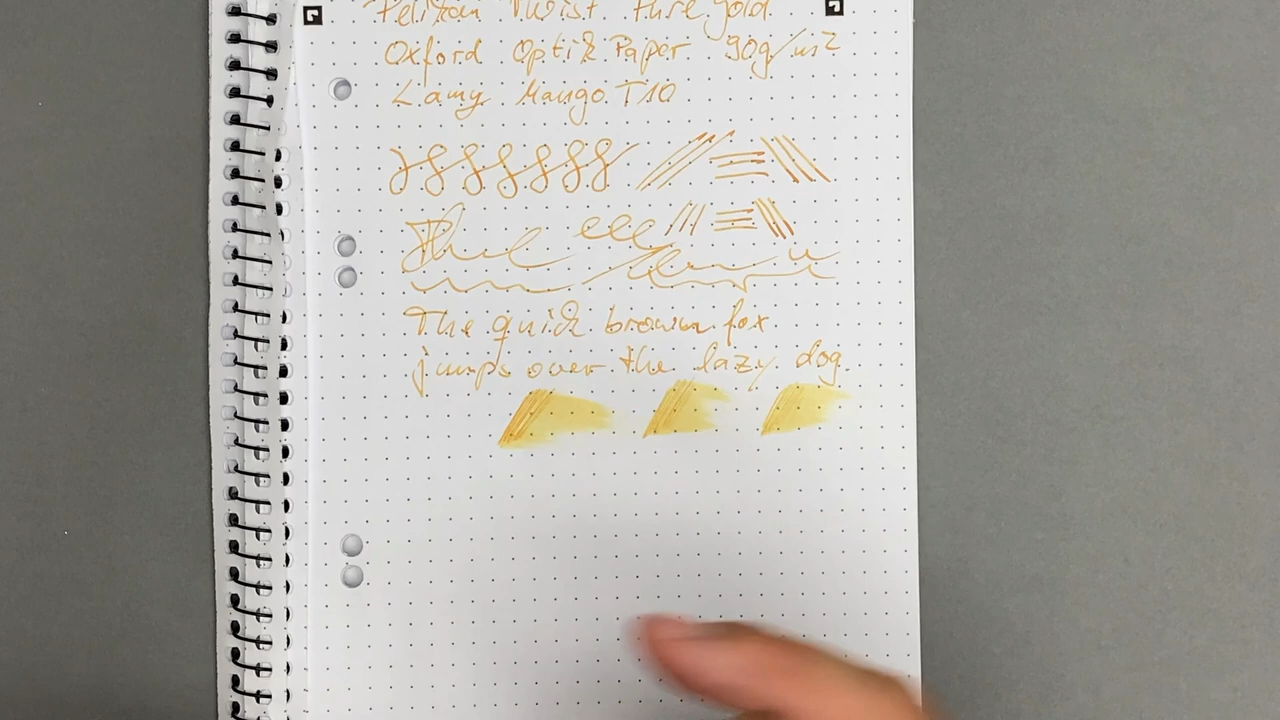 Pelikan Twist Pure gold
Oxford Optik Paper 90g/m²
Lamy Mango T10
The quick brown fox
jumps over the lazy dog